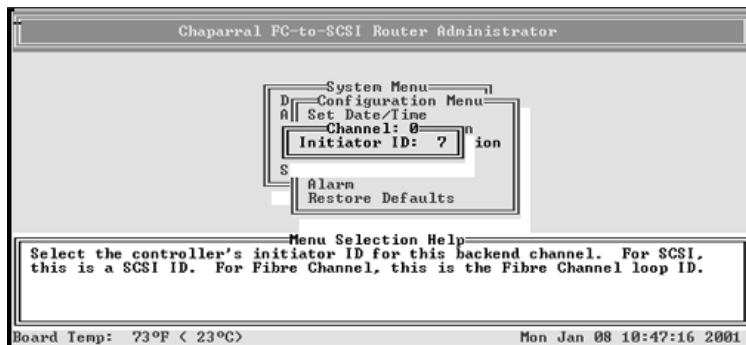 Chaparral FC-to-SCSI Router Administrator
System Menu
D Configuration Menu
A Set Date/Time
Channel: 0 n
Initiator ID: 7 ion
S
Alarm
Restore Defaults
Menu Selection Help
Select the controller's initiator ID for this backend channel. For SCSI,
this is a SCSI ID. For Fibre Channel, this is the Fibre Channel loop ID.
Board Temp: 73ºF ( 23ºC) Mon Jan 08 10:47:16 2001